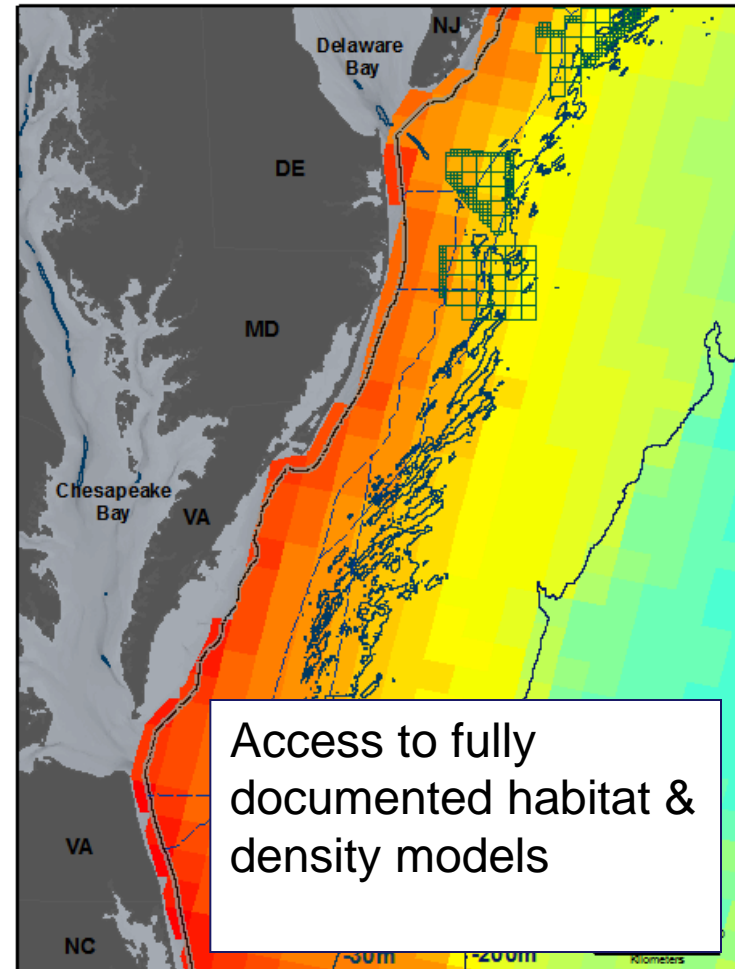 NJ
Delaware
Bay
DE
MD
Chesapeake
Bay
VA
Access to fully
documented habitat &
density models
VA
NC
-30m
-200m
Kilometers